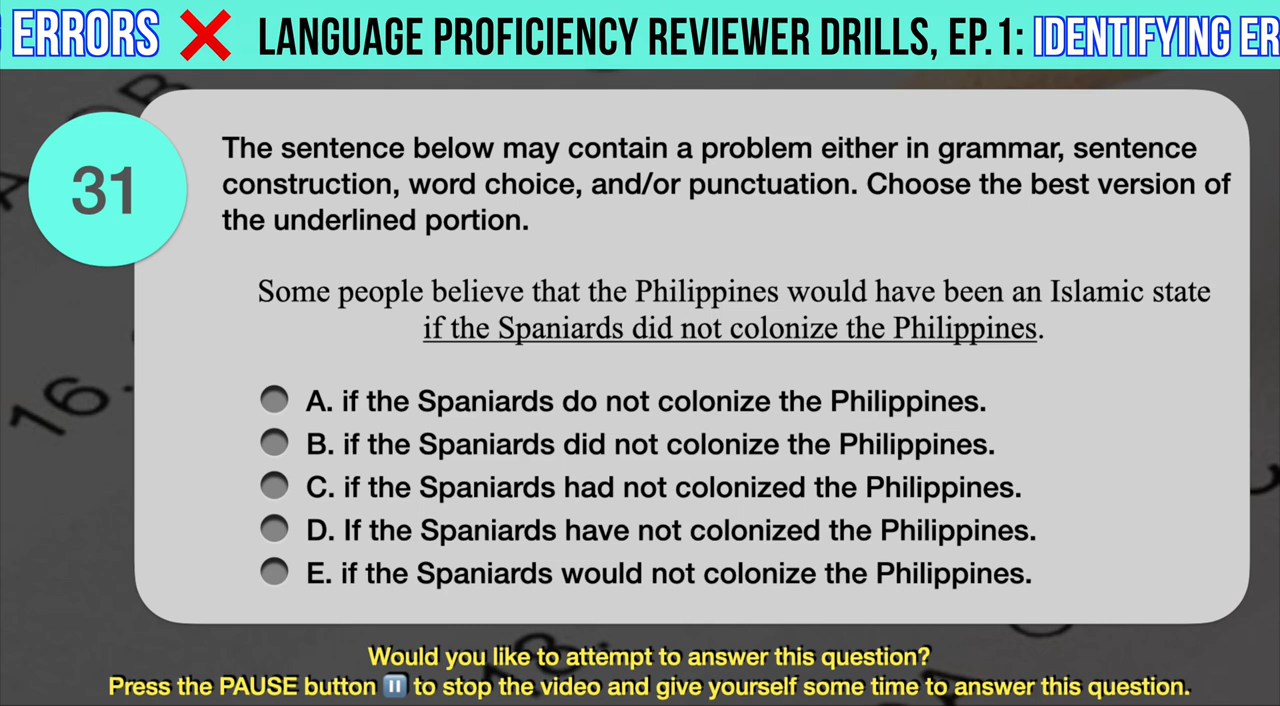 ERRORS ❌ LANGUAGE PROFICIENCY REVIEWER DRILLS, EP.1: IDENTIFYING ER
31
The sentence below may contain a problem either in grammar, sentence
construction, word choice, and/or punctuation. Choose the best version of
the underlined portion.
Some people believe that the Philippines would have been an Islamic state
if the Spaniards did not colonize the Philippines.
A. if the Spaniards do not colonize the Philippines.
B. if the Spaniards did not colonize the Philippines.
C. if the Spaniards had not colonized the Philippines.
D. If the Spaniards have not colonized the Philippines.
E. if the Spaniards would not colonize the Philippines.
16.
Would you like to attempt to answer this question?
Press the PAUSE button ⏸ to stop the video and give yourself some time to answer this question.